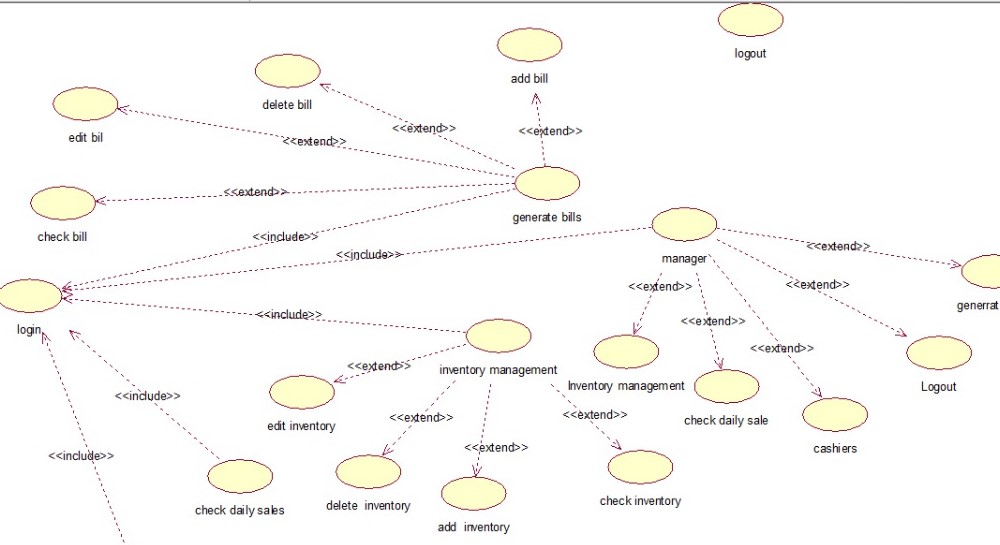 logout
add bill
delete bill
<<extend>>
<<extend>>
edit bil
<<extend>>
<<extend>>
generate bills
check bill
<<include>>
<<extend>>
<<include>>
manager
<<extend>>
<<extend>>
generrat
<<include>>
<<extend>>
login
<<extend>>
inventory management
<<extend>>
Inventory management
Logout
<<include>>
<<extend>>
<<extend>>
check daily sale
edit inventory
<<extend>>
cashiers
<<include>>
check inventory
check daily sales
delete inventory
add inventory